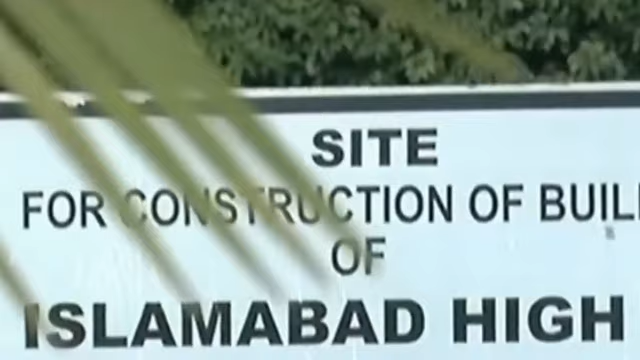 SITE
FOR CONSTRUCTION OF BUIL
OF
ISLAMABAD HIGH